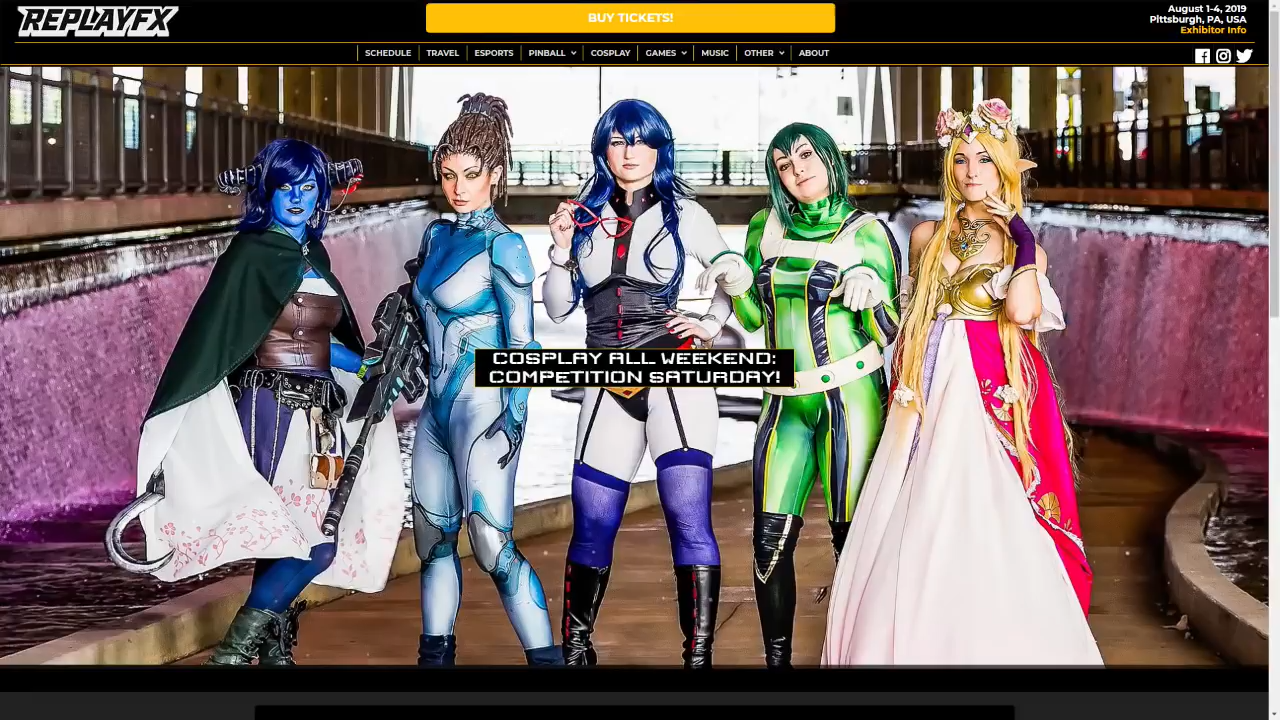 REPLAYFX
BUY TICKETS!
August 1-4, 2019
Pittsburgh, PA, USA
Exhibitor Info
SCHEDULE TRAVEL ESPORTS PINBALL COSPLAY GAMES MUSIC OTHER ABOUT
COSPLAY ALL WEEKEND:
COMPETITION SATURDAY!